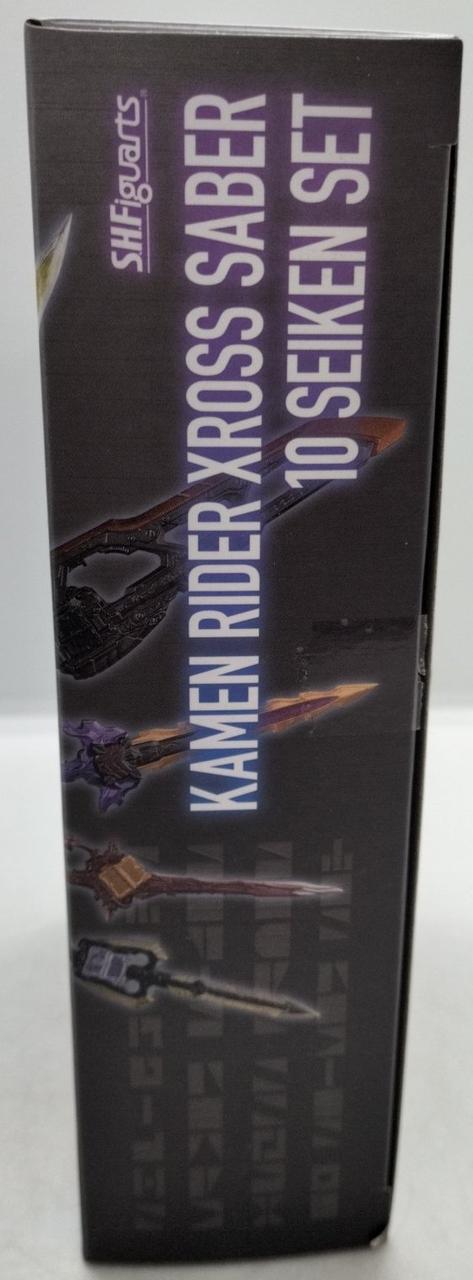 S.H.Figuarts
KAMEN RIDER XROSS SABER
10 SEIKEN SET